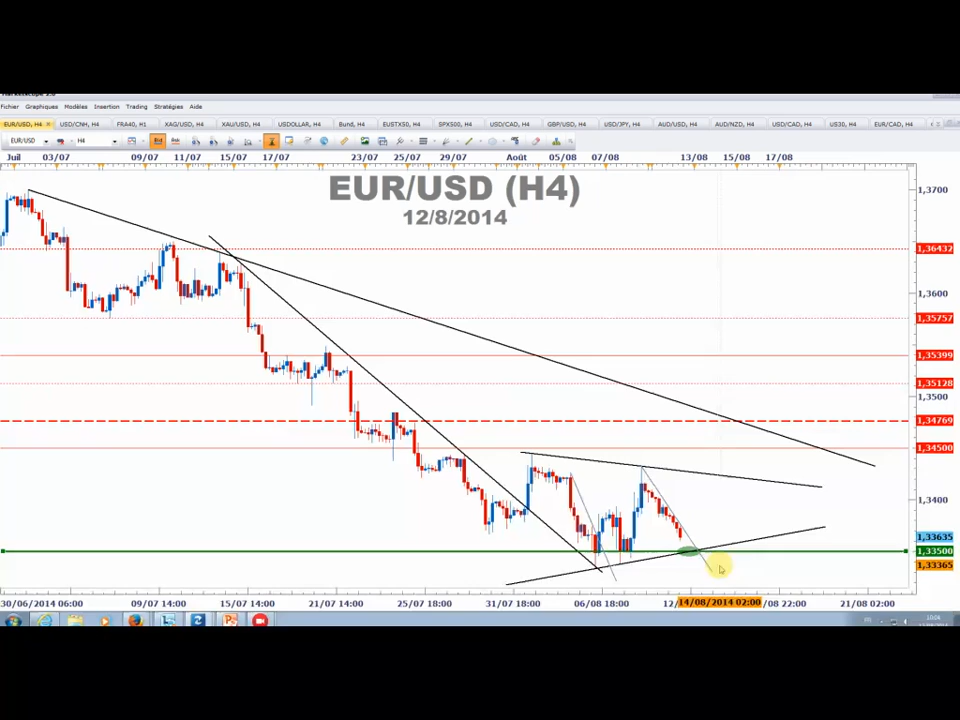 Marketscope 2.0
Fichier Graphiques Modèles Insertion Trading Stratégies Aide
EUR/USD, H4 USD/CNH, H4 FRA40, H1 XAG/USD, H4 XAU/USD, H4 USDOLLAR, H4 Bund, H4 EUSTX50, H4 SPX500, H4 USD/CAD, H4 GBP/USD, H4 USD/JPY, H4 AUD/USD, H4 AUD/NZD, H4 USD/CAD, H4 US30, H4 EUR/CAD, H4
EUR/USD H4
Juil 03/07 09/07 11/07 15/07 17/07 23/07 25/07 29/07 Août 05/08 07/08 13/08 15/08 17/08
EUR/USD (H4)
12/8/2014
1,3700
1,36432
1,3600
1,35757
1,35399
1,35128
1,3500
1,34769
1,34500
1,3400
1,33635
1,33500
1,33365
30/06/2014 06:00 09/07 14:00 15/07 14:00 21/07 14:00 25/07 18:00 31/07 18:00 06/08 18:00 12/ 14/08/2014 02:00 /08 22:00 21/08 02:00
FR